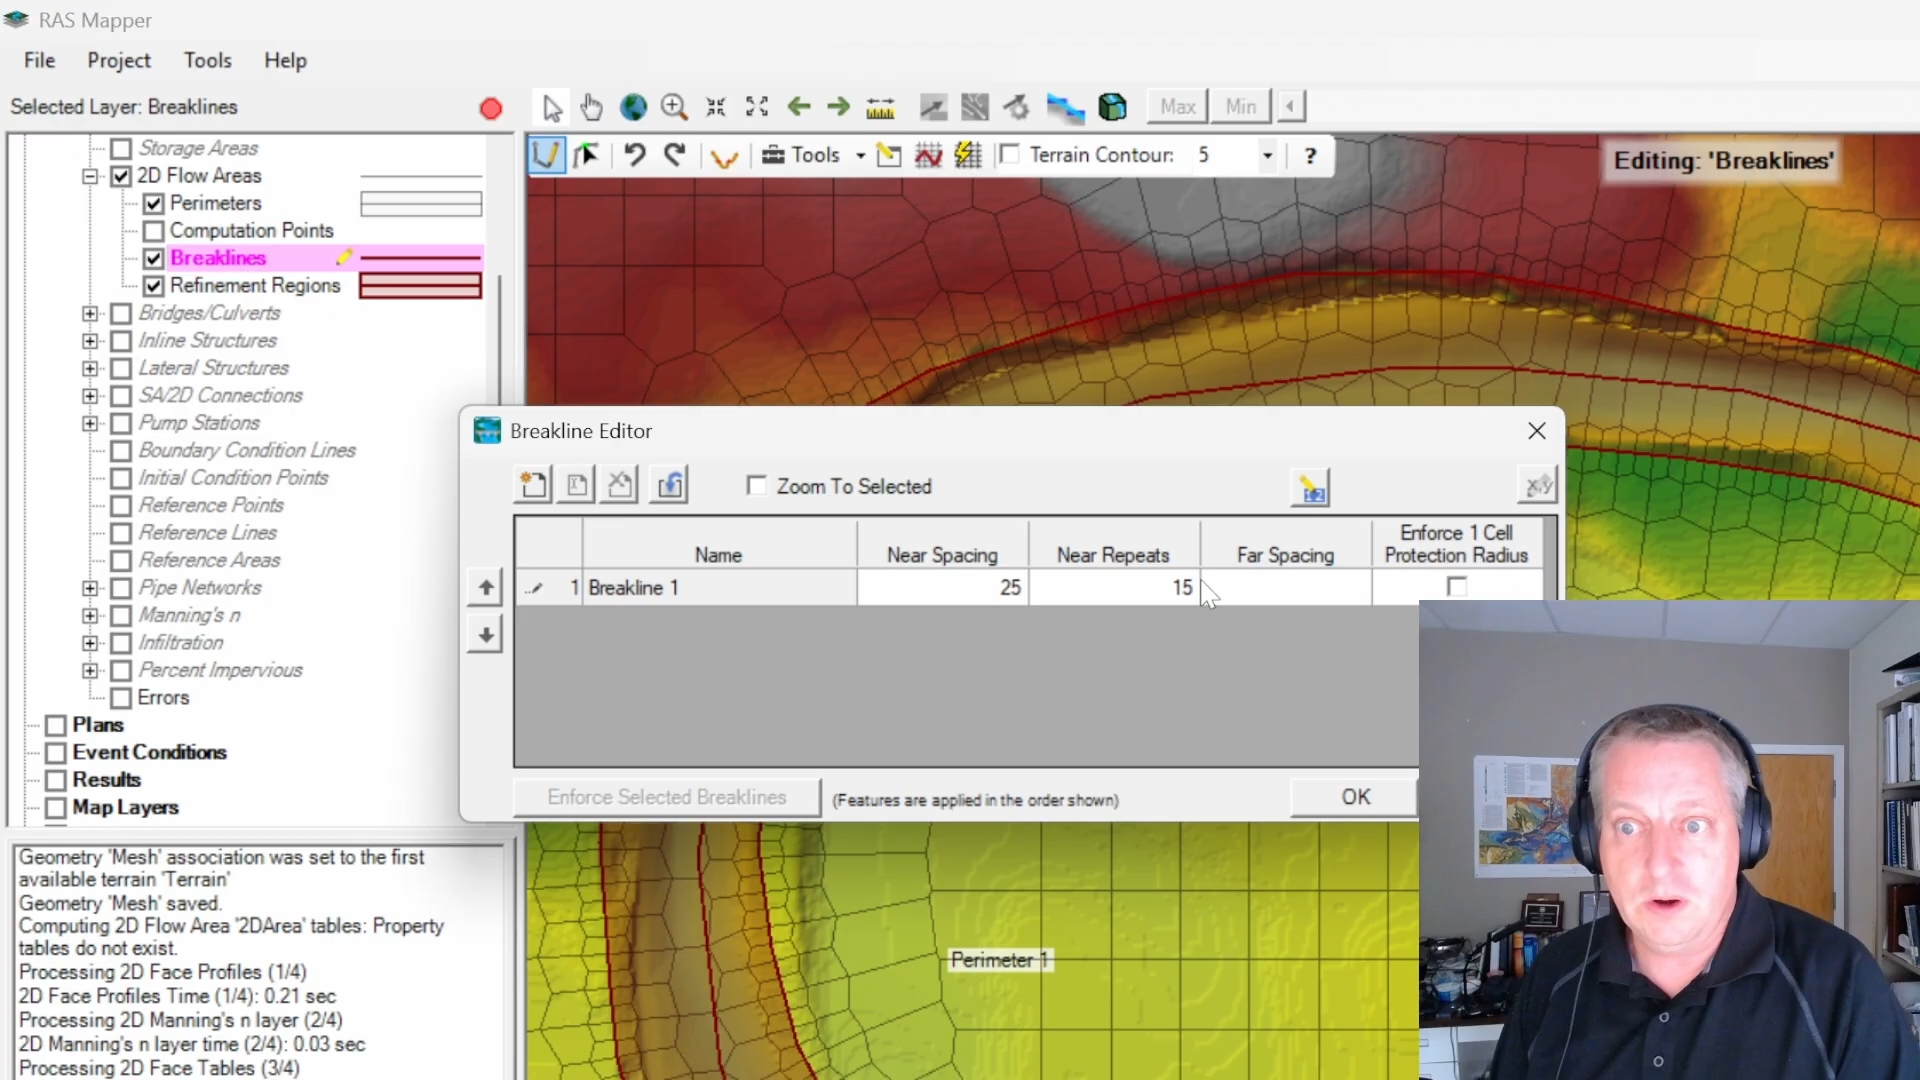 RAS Mapper
File Project Tools Help
Selected Layer: Breaklines
Max Min
Storage Areas
2D Flow Areas
Perimeters
Computation Points
Breaklines
Refinement Regions
Bridges/Culverts
Inline Structures
Lateral Structures
SA/2D Connections
Pump Stations
Boundary Condition Lines
Initial Condition Points
Reference Points
Reference Lines
Reference Areas
Pipe Networks
Manning's n
Infiltration
Percent Impervious
Errors
Plans
Event Conditions
Results
Map Layers
Tools Terrain Contour: 5 ?
Editing: 'Breaklines'
Breakline Editor
Zoom To Selected
Name Near Spacing Near Repeats Far Spacing Enforce 1 Cell
Protection Radius
1 Breakline 1 25 15
Enforce Selected Breaklines (Features are applied in the order shown) OK
Perimeter 1
Geometry 'Mesh' association was set to the first
available terrain 'Terrain'
Geometry 'Mesh' saved.
Computing 2D Flow Area '2DArea' tables: Property
tables do not exist.
Processing 2D Face Profiles (1/4)
2D Face Profiles Time (1/4): 0.21 sec
Processing 2D Manning's n layer (2/4)
2D Manning's n layer time (2/4): 0.03 sec
Processing 2D Face Tables (3/4)